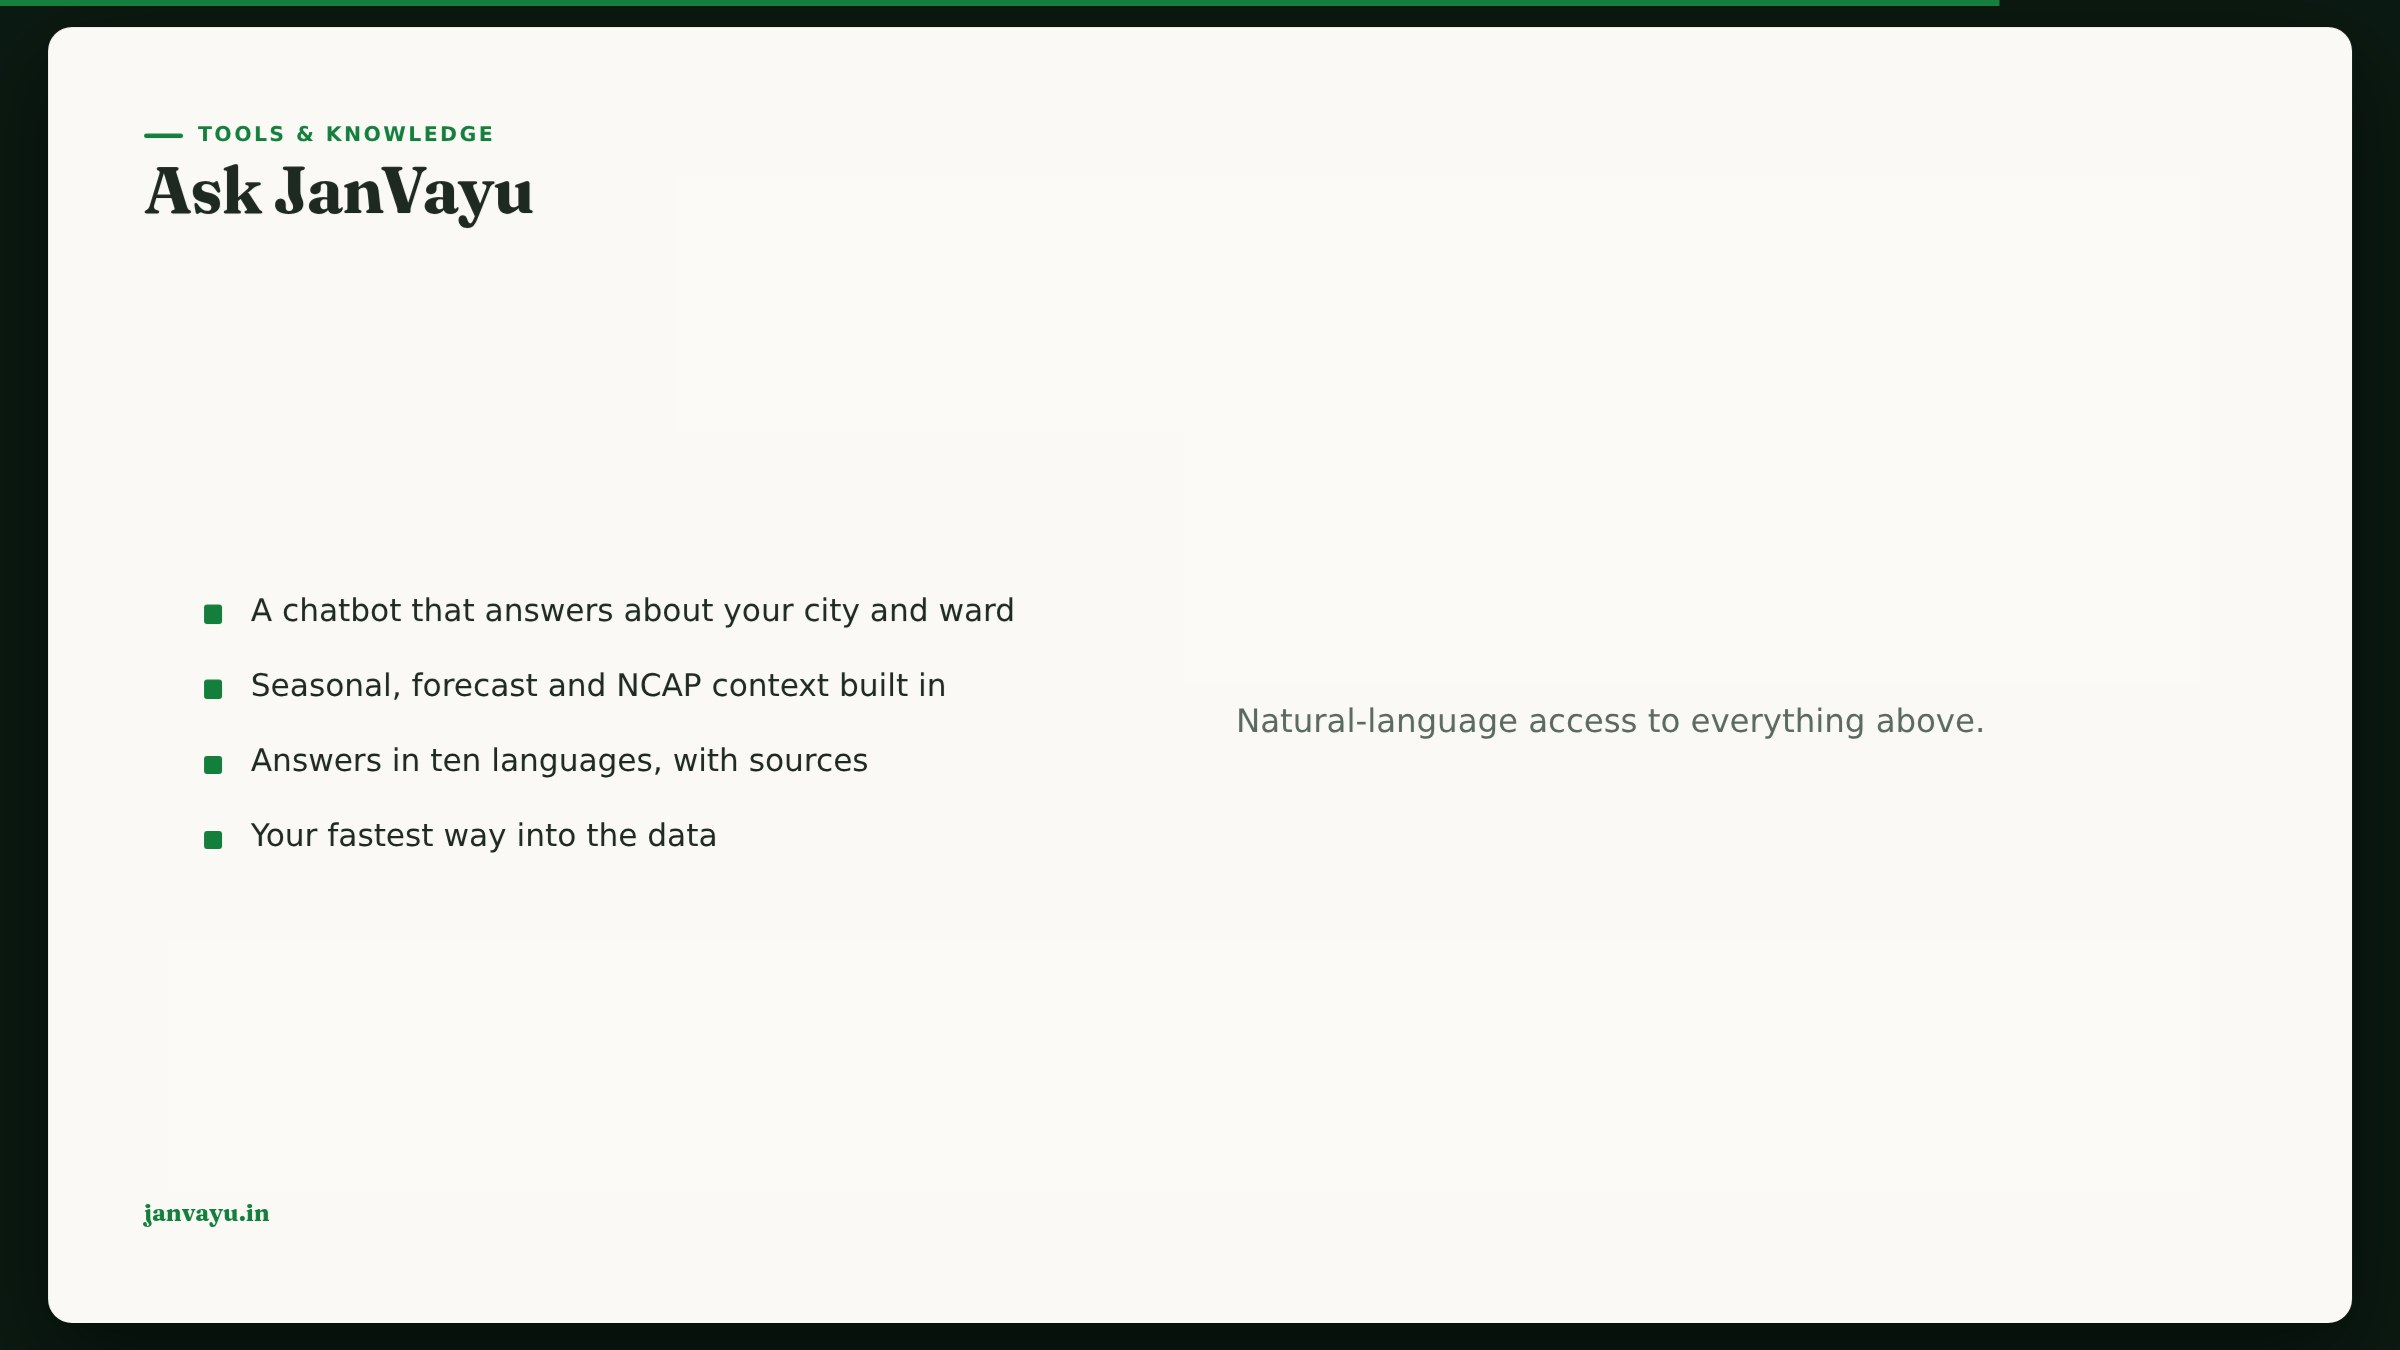 TOOLS & KNOWLEDGE
Ask JanVayu
A chatbot that answers about your city and ward
Seasonal, forecast and NCAP context built in
Answers in ten languages, with sources
Your fastest way into the data
Natural-language access to everything above.
janvayu.in